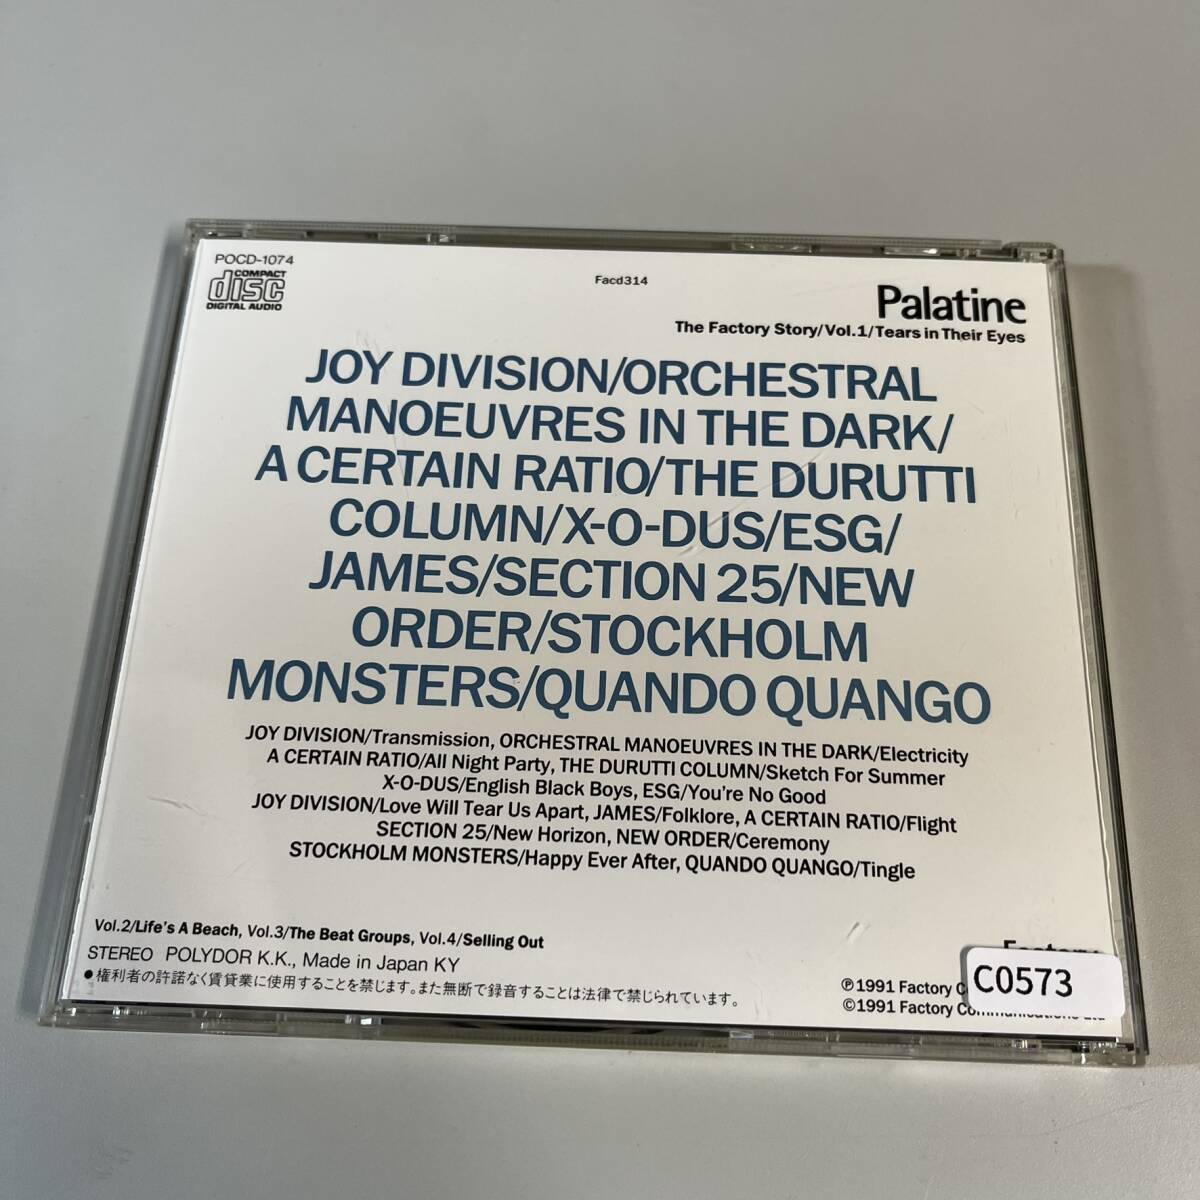 POCD-1074
COMPACT
disc
DIGITAL AUDIO
Facd314
Palatine
The Factory Story/Vol.1/Tears in Their Eyes
JOY DIVISION/ORCHESTRAL
MANOEUVRES IN THE DARK/
A CERTAIN RATIO/THE DURUTTI
COLUMN/X-O-DUS/ESG/
JAMES/SECTION 25/NEW
ORDER/STOCKHOLM
MONSTERS/QUANDO QUANGO
JOY DIVISION/Transmission, ORCHESTRAL MANOEUVRES IN THE DARK/Electricity
A CERTAIN RATIO/All Night Party, THE DURUTTI COLUMN/Sketch For Summer
X-O-DUS/English Black Boys, ESG/You're No Good
JOY DIVISION/Love Will Tear Us Apart, JAMES/Folklore, A CERTAIN RATIO/Flight
SECTION 25/New Horizon, NEW ORDER/Ceremony
STOCKHOLM MONSTERS/Happy Ever After, QUANDO QUANGO/Tingle
Vol.2/Life's A Beach, Vol.3/The Beat Groups, Vol.4/Selling Out
STEREO POLYDOR K.K., Made in Japan KY
●権利者の許諾なく賃貸業に使用することを禁じます。また無断で録音することは法律で禁じられています。
Factory
C0573
℗1991 Factory
©1991 Factory Communications Ltd